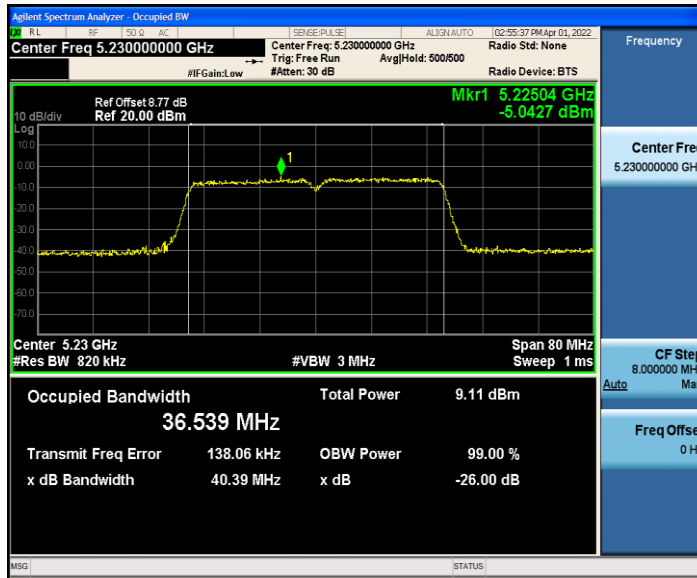 Agilent Spectrum Analyzer - Occupied BW
RL RF 50 Ω AC SENSE:PULSE ALIGN AUTO 02:55:37 PM Apr 01, 2022
Center Freq 5.230000000 GHz
Center Freq: 5.230000000 GHz
Radio Std: None
Trig: Free Run Avg|Hold: 500/500
#IFGain:Low #Atten: 30 dB Radio Device: BTS
Frequency
Ref Offset 8.77 dB
10 dB/div Ref 20.00 dBm
Mkr1 5.22504 GHz
-5.0427 dBm
Log
10.0
0.00
-10.0
-20.0
-30.0
-40.0
-50.0
-60.0
-70.0
1
Center 5.23 GHz Span 80 MHz
#Res BW 820 kHz #VBW 3 MHz Sweep 1 ms
Occupied Bandwidth Total Power 9.11 dBm
36.539 MHz
Transmit Freq Error 138.06 kHz OBW Power 99.00 %
x dB Bandwidth 40.39 MHz x dB -26.00 dB
Center Fre
5.230000000 GH
CF Step
8.000000 MH
Auto Ma
Freq Offse
0 H
MSG STATUS